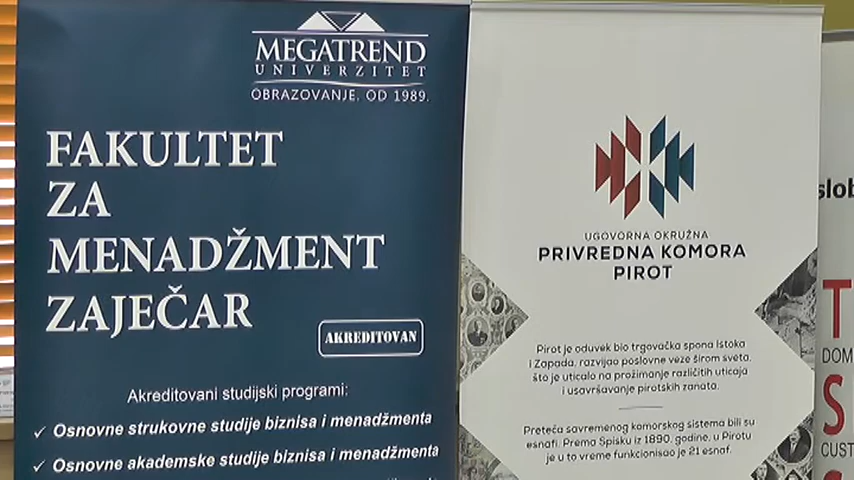 MEGATREND
UNIVERZITET
OBRAZOVANJE. OD 1989.
FAKULTET
ZA
MENADŽMENT
ZAJEČAR
AKREDITOVAN
Akreditovani studijski programi:
✓ Osnovne strukovne studije biznisa i menadžmenta
✓ Osnovne akademske studije biznisa i menadžmenta
UGOVORNA OKRUŽNA
PRIVREDNA KOMORA
PIROT
Pirot je oduvek bio trgovačka spona Istoka
i Zapada, razvijao poslovne veze širom sveta,
što je uticalo na prožimanje različitih uticaja
i usavršavanje pirotskih zanata.
Preteča savremenog komorskog sistema bili su
esnafi. Prema Spisku iz 1890. godine, u Pirotu
je u to vreme funkcionisao je 21 esnaf.
slob
T
DOM
S
CUST